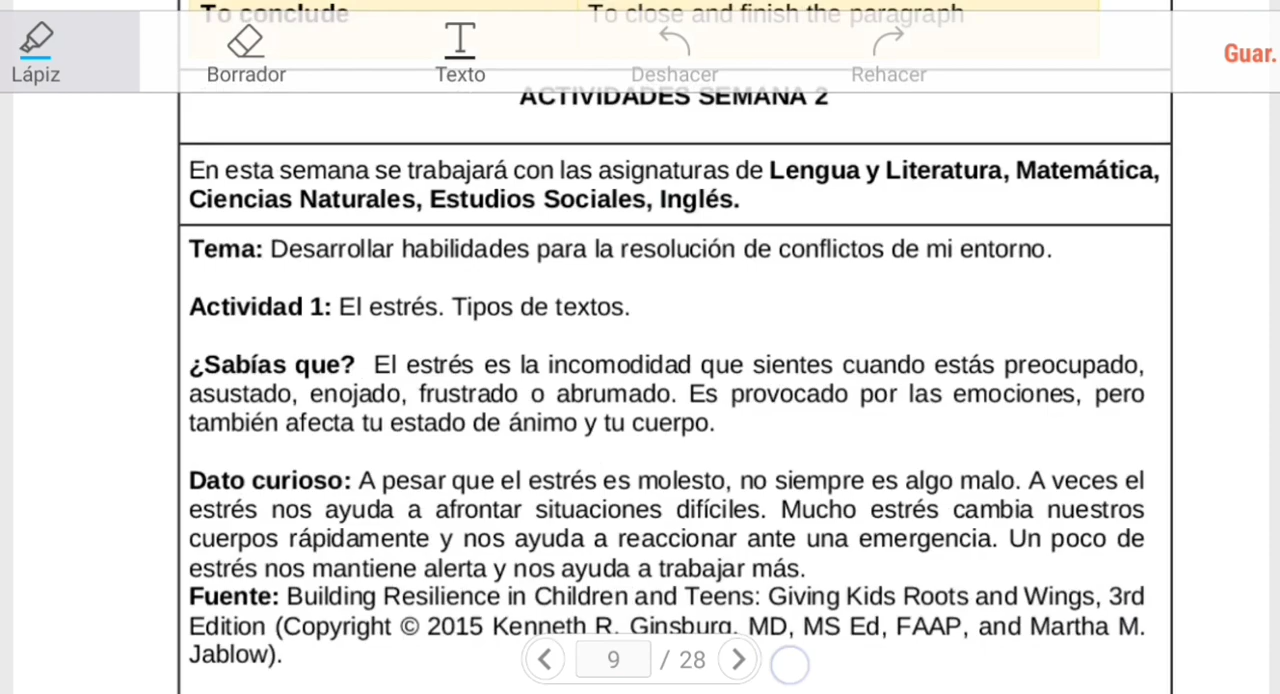 To conclude To close and finish the paragraph
Lápiz Borrador Texto Deshacer Rehacer Guar.
ACTIVIDADES SEMANA 2
En esta semana se trabajará con las asignaturas de Lengua y Literatura, Matemática,
Ciencias Naturales, Estudios Sociales, Inglés.
Tema: Desarrollar habilidades para la resolución de conflictos de mi entorno.
Actividad 1: El estrés. Tipos de textos.
¿Sabías que? El estrés es la incomodidad que sientes cuando estás preocupado,
asustado, enojado, frustrado o abrumado. Es provocado por las emociones, pero
también afecta tu estado de ánimo y tu cuerpo.
Dato curioso: A pesar que el estrés es molesto, no siempre es algo malo. A veces el
estrés nos ayuda a afrontar situaciones difíciles. Mucho estrés cambia nuestros
cuerpos rápidamente y nos ayuda a reaccionar ante una emergencia. Un poco de
estrés nos mantiene alerta y nos ayuda a trabajar más.
Fuente: Building Resilience in Children and Teens: Giving Kids Roots and Wings, 3rd
Edition (Copyright © 2015 Kenneth R. Ginsburg, MD, MS Ed, FAAP, and Martha M.
Jablow).
9 / 28